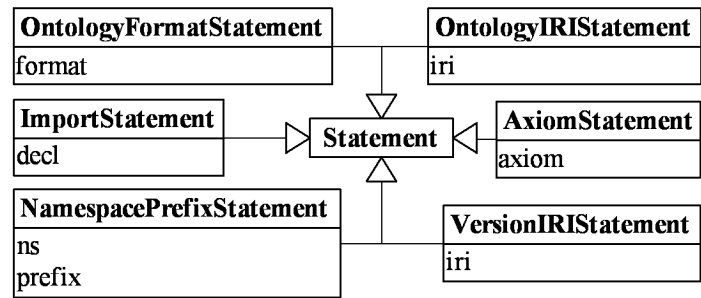 OntologyFormatStatement
format
OntologyIRIStatement
iri
ImportStatement
decl
Statement
AxiomStatement
axiom
NamespacePrefixStatement
ns
prefix
VersionIRIStatement
iri